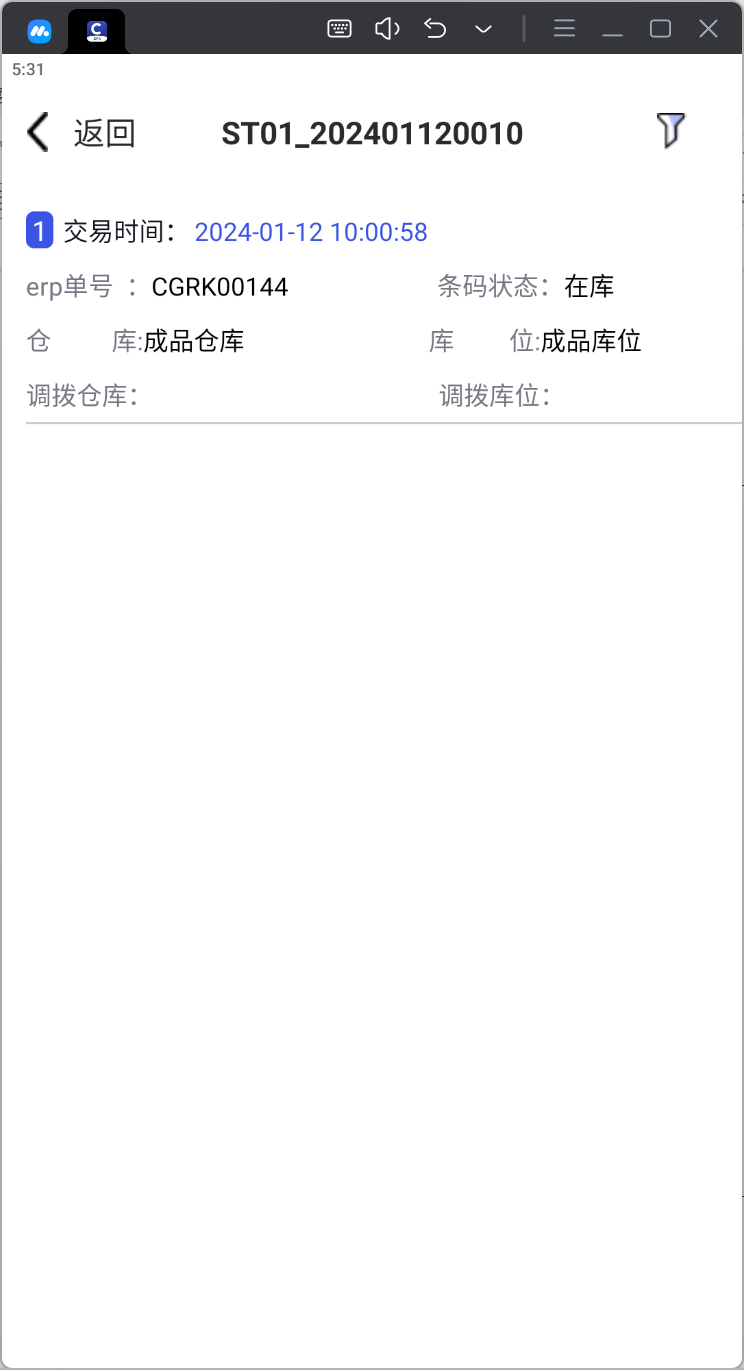 5:31
返回 ST01_202401120010
1 交易时间： 2024-01-12 10:00:58
erp单号 ：CGRK00144 条码状态：在库
仓 库:成品仓库 库 位:成品库位
调拨仓库： 调拨库位：